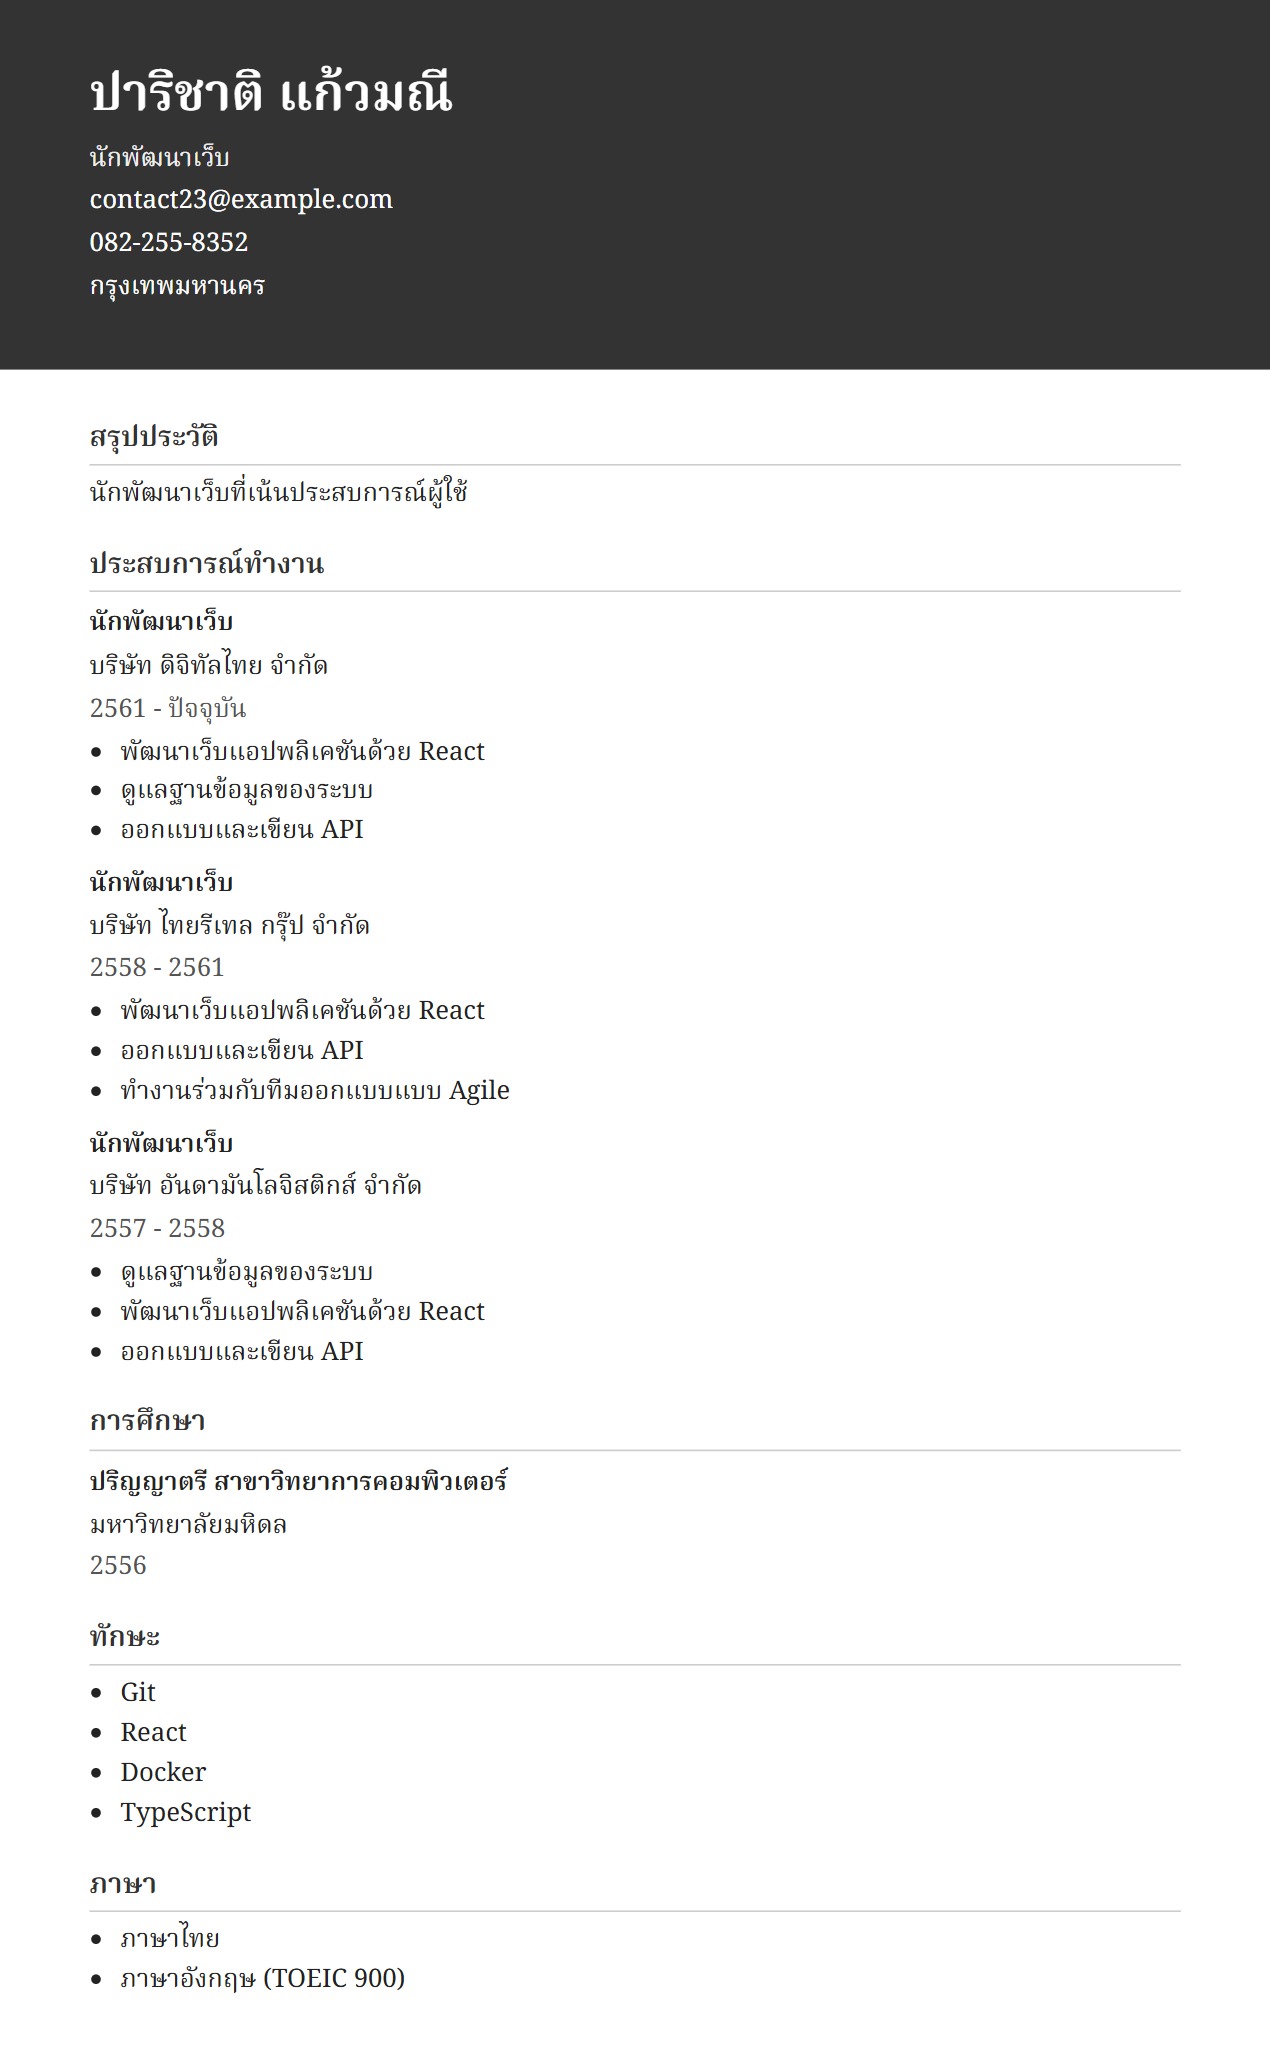 ปาริชาติ แก้วมณี
นักพัฒนาเว็บ
contact23@example.com
082-255-8352
กรุงเทพมหานคร
สรุปประวัติ
นักพัฒนาเว็บที่เน้นประสบการณ์ผู้ใช้
ประสบการณ์ทำงาน
นักพัฒนาเว็บ
บริษัท ดิจิทัลไทย จำกัด
2561 - ปัจจุบัน
• พัฒนาเว็บแอปพลิเคชันด้วย React
• ดูแลฐานข้อมูลของระบบ
• ออกแบบและเขียน API
นักพัฒนาเว็บ
บริษัท ไทยรีเทล กรุ๊ป จำกัด
2558 - 2561
• พัฒนาเว็บแอปพลิเคชันด้วย React
• ออกแบบและเขียน API
• ทำงานร่วมกับทีมออกแบบแบบ Agile
นักพัฒนาเว็บ
บริษัท อันดามันโลจิสติกส์ จำกัด
2557 - 2558
• ดูแลฐานข้อมูลของระบบ
• พัฒนาเว็บแอปพลิเคชันด้วย React
• ออกแบบและเขียน API
การศึกษา
ปริญญาตรี สาขาวิทยาการคอมพิวเตอร์
มหาวิทยาลัยมหิดล
2556
ทักษะ
• Git
• React
• Docker
• TypeScript
ภาษา
• ภาษาไทย
• ภาษาอังกฤษ (TOEIC 900)